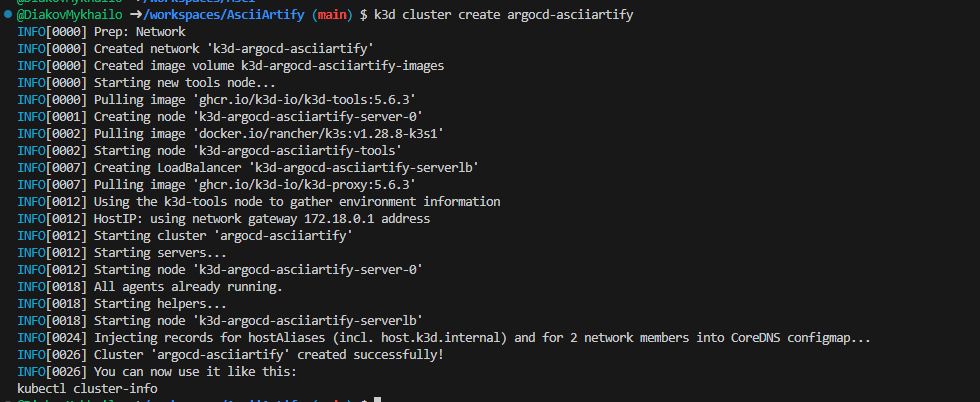 @DiakovMykhailo ➜/workspaces/AsciiArtify (main) $ k3d cluster create argocd-asciiartify
INFO[0000] Prep: Network
INFO[0000] Created network 'k3d-argocd-asciiartify'
INFO[0000] Created image volume k3d-argocd-asciiartify-images
INFO[0000] Starting new tools node...
INFO[0000] Pulling image 'ghcr.io/k3d-io/k3d-tools:5.6.3'
INFO[0001] Creating node 'k3d-argocd-asciiartify-server-0'
INFO[0002] Pulling image 'docker.io/rancher/k3s:v1.28.8-k3s1'
INFO[0002] Starting node 'k3d-argocd-asciiartify-tools'
INFO[0007] Creating LoadBalancer 'k3d-argocd-asciiartify-serverlb'
INFO[0007] Pulling image 'ghcr.io/k3d-io/k3d-proxy:5.6.3'
INFO[0012] Using the k3d-tools node to gather environment information
INFO[0012] HostIP: using network gateway 172.18.0.1 address
INFO[0012] Starting cluster 'argocd-asciiartify'
INFO[0012] Starting servers...
INFO[0012] Starting node 'k3d-argocd-asciiartify-server-0'
INFO[0018] All agents already running.
INFO[0018] Starting helpers...
INFO[0018] Starting node 'k3d-argocd-asciiartify-serverlb'
INFO[0024] Injecting records for hostAliases (incl. host.k3d.internal) and for 2 network members into CoreDNS configmap...
INFO[0026] Cluster 'argocd-asciiartify' created successfully!
INFO[0026] You can now use it like this:
kubectl cluster-info